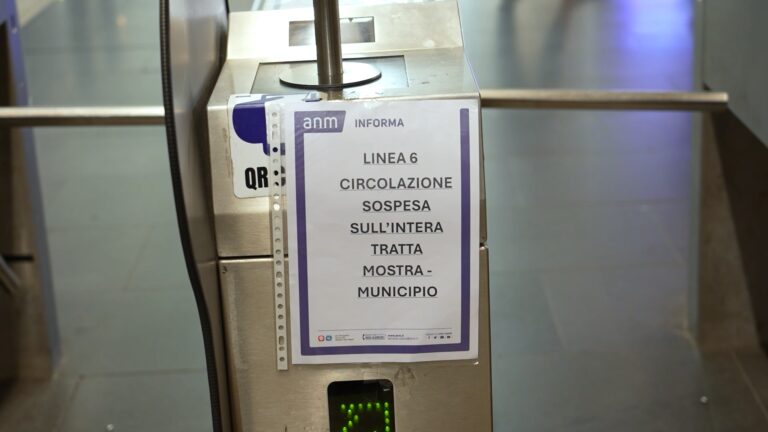 anm INFORMA
LINEA 6
CIRCOLAZIONE
SOSPESA
SULL'INTERA
TRATTA
MOSTRA -
MUNICIPIO
QR